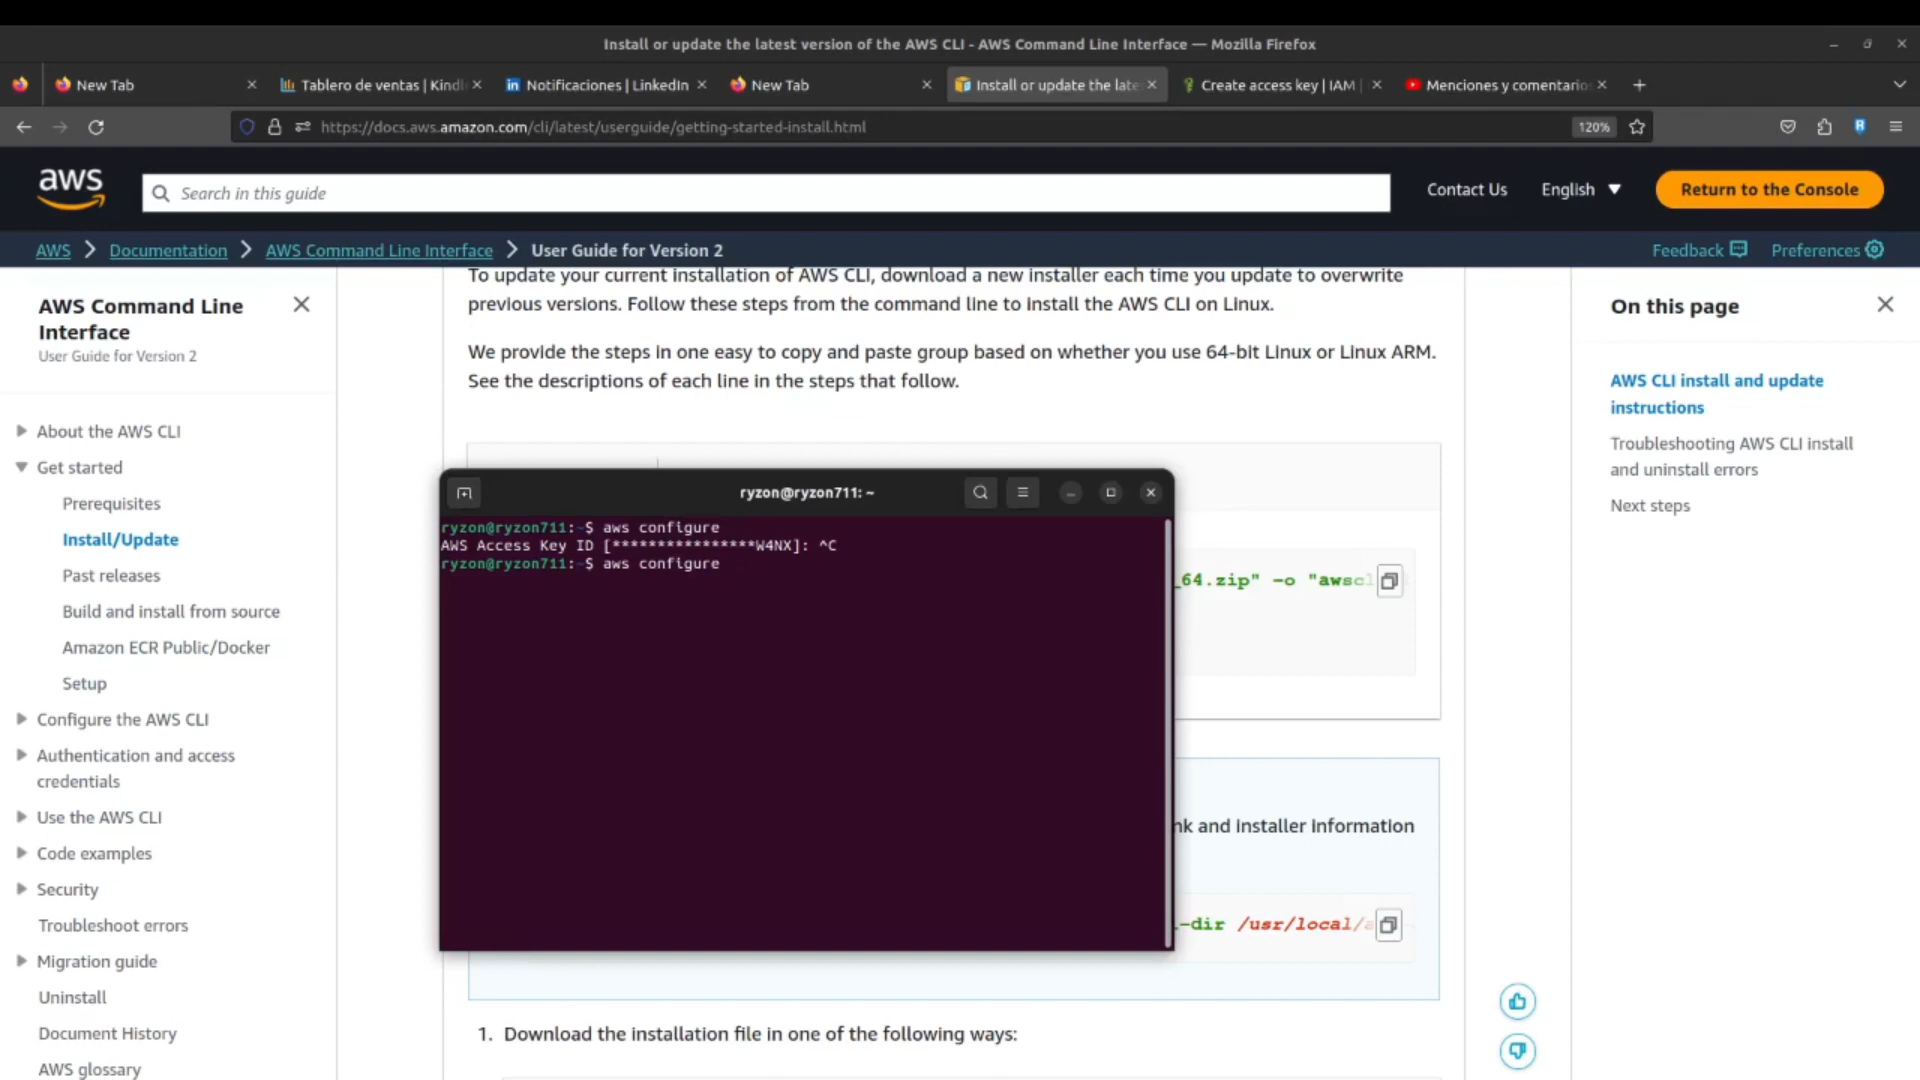 Install or update the latest version of the AWS CLI - AWS Command Line Interface — Mozilla Firefox
New Tab
Tablero de ventas | Kindl
Notificaciones | LinkedIn
New Tab
Install or update the late
Create access key | IAM |
Menciones y comentarios
https://docs.aws.amazon.com/cli/latest/userguide/getting-started-install.html
120%
aws
Search in this guide
Contact Us
English
Return to the Console
AWS
Documentation
AWS Command Line Interface
User Guide for Version 2
Feedback
Preferences
AWS Command Line
Interface
User Guide for Version 2
About the AWS CLI
Get started
Prerequisites
Install/Update
Past releases
Build and install from source
Amazon ECR Public/Docker
Setup
Configure the AWS CLI
Authentication and access
credentials
Use the AWS CLI
Code examples
Security
Troubleshoot errors
Migration guide
Uninstall
Document History
AWS glossary
To update your current installation of AWS CLI, download a new installer each time you update to overwrite
previous versions. Follow these steps from the command line to install the AWS CLI on Linux.
We provide the steps in one easy to copy and paste group based on whether you use 64-bit Linux or Linux ARM.
See the descriptions of each line in the steps that follow.
ryzon@ryzon711: ~
ryzon@ryzon711:~$ aws configure
AWS Access Key ID [****************W4NX]: ^C
ryzon@ryzon711:~$ aws configure
_64.zip" -o "awscl
nk and installer information
-dir /usr/local/a
1. Download the installation file in one of the following ways:
On this page
AWS CLI install and update
instructions
Troubleshooting AWS CLI install
and uninstall errors
Next steps